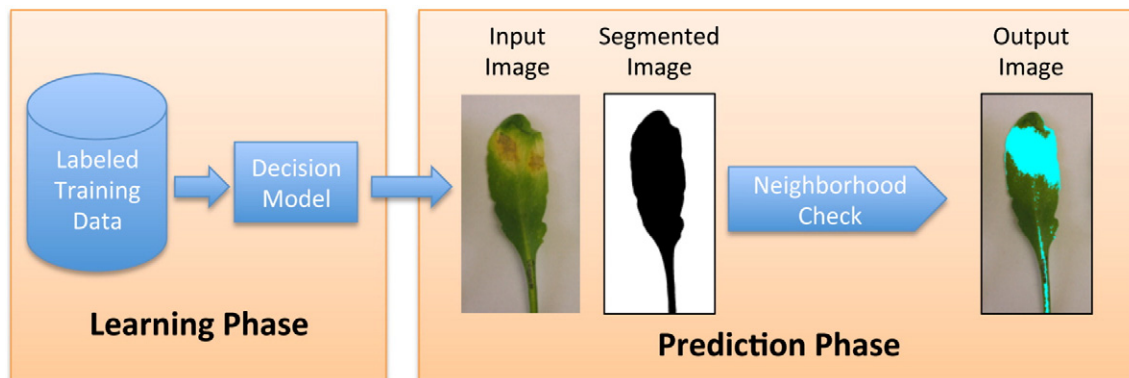 Labeled
Training
Data
Decision
Model
Learning Phase
Input
Image
Segmented
Image
Neighborhood
Check
Output
Image
Prediction Phase